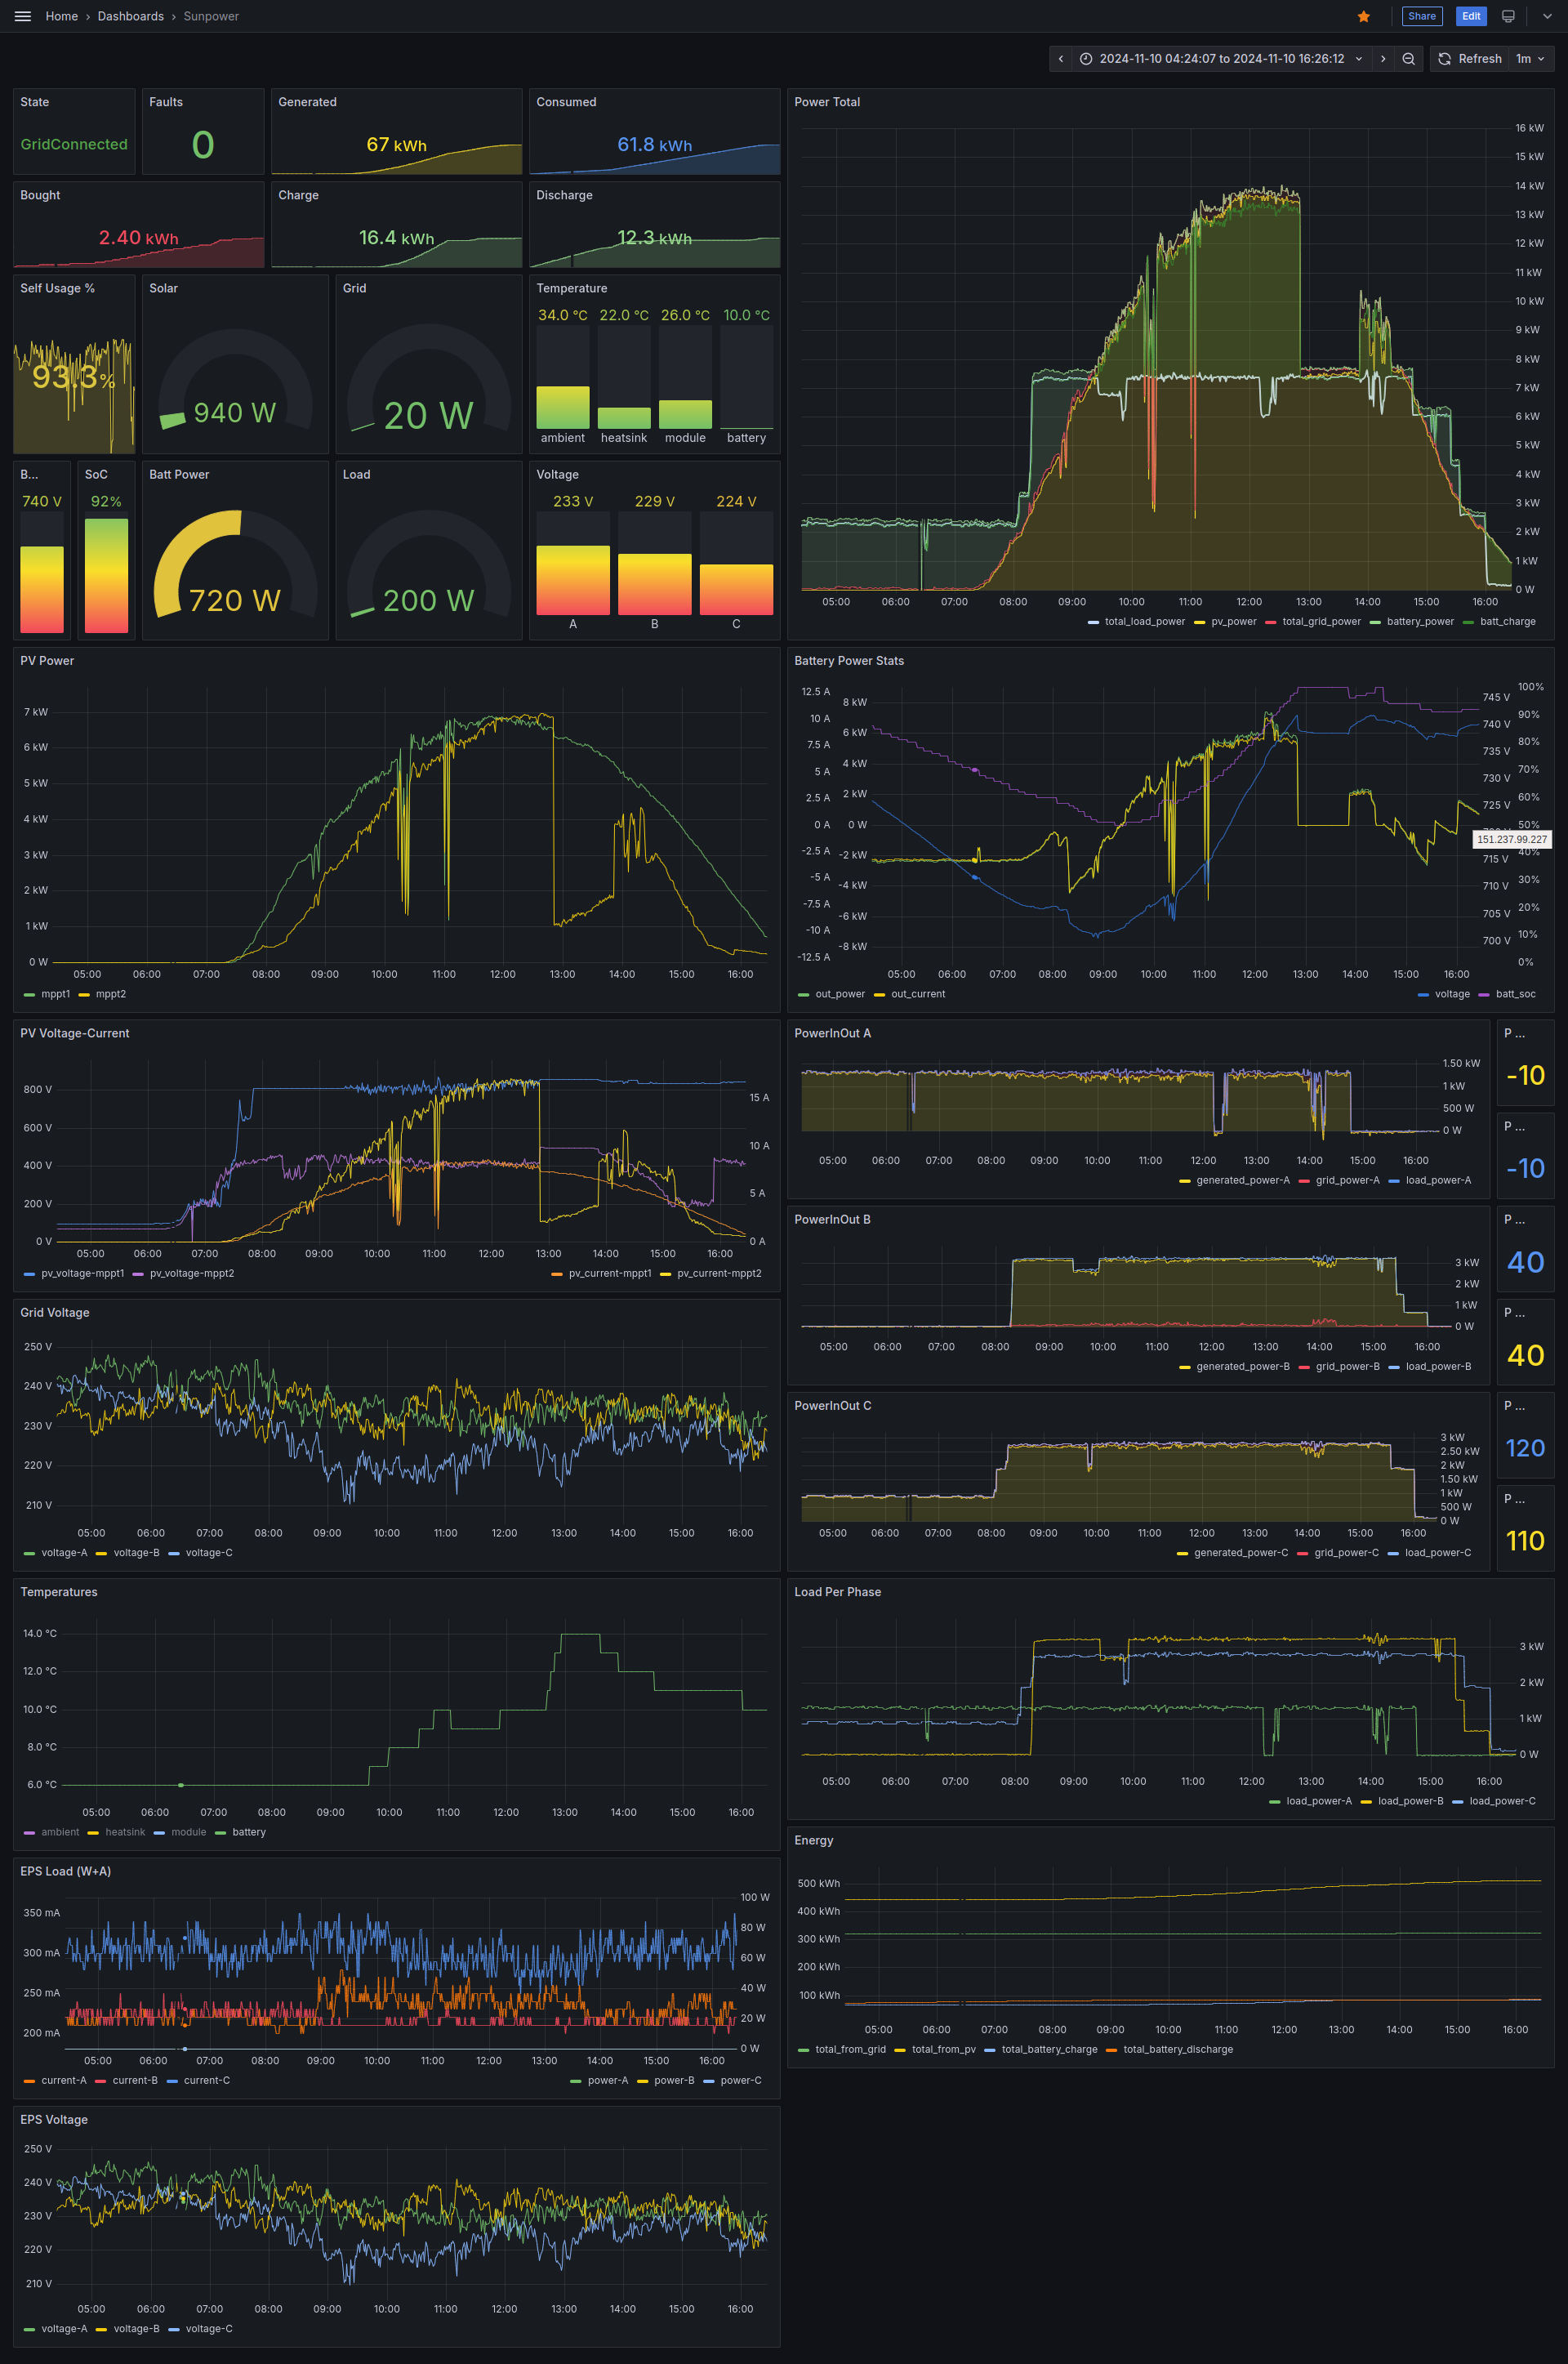 Home › Dashboards › Sunpower
Share Edit
2024-11-10 04:24:07 to 2024-11-10 16:26:12 Refresh 1m
State
GridConnected
Faults
0
Generated
67 kWh
Consumed
61.8 kWh
Bought
2.40 kWh
Charge
16.4 kWh
Discharge
12.3 kWh
Self Usage %
93.3%
Solar
940 W
Grid
20 W
Temperature
34.0 °C 22.0 °C 26.0 °C 10.0 °C
ambient heatsink module battery
B...
740 V
SoC
92%
Batt Power
720 W
Load
200 W
Voltage
233 V 229 V 224 V
A B C
Power Total
16 kW
15 kW
14 kW
13 kW
12 kW
11 kW
10 kW
9 kW
8 kW
7 kW
6 kW
5 kW
4 kW
3 kW
2 kW
1 kW
0 W
05:00 06:00 07:00 08:00 09:00 10:00 11:00 12:00 13:00 14:00 15:00 16:00
total_load_power pv_power total_grid_power battery_power batt_charge
PV Power
7 kW
6 kW
5 kW
4 kW
3 kW
2 kW
1 kW
0 W
05:00 06:00 07:00 08:00 09:00 10:00 11:00 12:00 13:00 14:00 15:00 16:00
mppt1 mppt2
Battery Power Stats
12.5 A
10 A
7.5 A
5 A
2.5 A
0 A
-2.5 A
-5 A
-7.5 A
-10 A
-12.5 A
8 kW
6 kW
4 kW
2 kW
0 W
-2 kW
-4 kW
-6 kW
-8 kW
745 V
740 V
735 V
730 V
725 V
715 V
710 V
705 V
700 V
100%
90%
80%
70%
60%
50%
40%
30%
20%
10%
0%
151.237.99.227
05:00 06:00 07:00 08:00 09:00 10:00 11:00 12:00 13:00 14:00 15:00 16:00
out_power out_current voltage batt_soc
PV Voltage-Current
800 V
600 V
400 V
200 V
0 V
15 A
10 A
5 A
0 A
05:00 06:00 07:00 08:00 09:00 10:00 11:00 12:00 13:00 14:00 15:00 16:00
pv_voltage-mppt1 pv_voltage-mppt2 pv_current-mppt1 pv_current-mppt2
PowerInOut A
1.50 kW
1 kW
500 W
0 W
05:00 06:00 07:00 08:00 09:00 10:00 11:00 12:00 13:00 14:00 15:00 16:00
generated_power-A grid_power-A load_power-A
P ...
-10
P ...
-10
PowerInOut B
3 kW
2 kW
1 kW
0 W
05:00 06:00 07:00 08:00 09:00 10:00 11:00 12:00 13:00 14:00 15:00 16:00
generated_power-B grid_power-B load_power-B
P ...
40
P ...
40
Grid Voltage
250 V
240 V
230 V
220 V
210 V
05:00 06:00 07:00 08:00 09:00 10:00 11:00 12:00 13:00 14:00 15:00 16:00
voltage-A voltage-B voltage-C
PowerInOut C
3 kW
2.50 kW
2 kW
1.50 kW
1 kW
500 W
0 W
05:00 06:00 07:00 08:00 09:00 10:00 11:00 12:00 13:00 14:00 15:00 16:00
generated_power-C grid_power-C load_power-C
P ...
120
P ...
110
Temperatures
14.0 °C
12.0 °C
10.0 °C
8.0 °C
6.0 °C
05:00 06:00 07:00 08:00 09:00 10:00 11:00 12:00 13:00 14:00 15:00 16:00
ambient heatsink module battery
Load Per Phase
3 kW
2 kW
1 kW
0 W
05:00 06:00 07:00 08:00 09:00 10:00 11:00 12:00 13:00 14:00 15:00 16:00
load_power-A load_power-B load_power-C
EPS Load (W+A)
350 mA
300 mA
250 mA
200 mA
100 W
80 W
60 W
40 W
20 W
0 W
05:00 06:00 07:00 08:00 09:00 10:00 11:00 12:00 13:00 14:00 15:00 16:00
current-A current-B current-C power-A power-B power-C
Energy
500 kWh
400 kWh
300 kWh
200 kWh
100 kWh
05:00 06:00 07:00 08:00 09:00 10:00 11:00 12:00 13:00 14:00 15:00 16:00
total_from_grid total_from_pv total_battery_charge total_battery_discharge
EPS Voltage
250 V
240 V
230 V
220 V
210 V
05:00 06:00 07:00 08:00 09:00 10:00 11:00 12:00 13:00 14:00 15:00 16:00
voltage-A voltage-B voltage-C